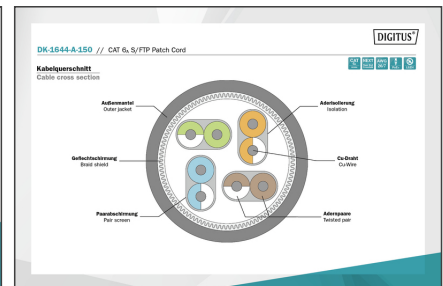 DIGITUS®
DK-1644-A-150 // CAT 6A S/FTP Patch Cord
Kabelquerschnitt
Cable cross section
Außenmantel
Outer jacket
Aderisolierung
Isolation
Geflechtschirmung
Braid shield
Cu-Draht
Cu-Wire
Paarabschirmung
Pair screen
Adernpaare
Twisted pair